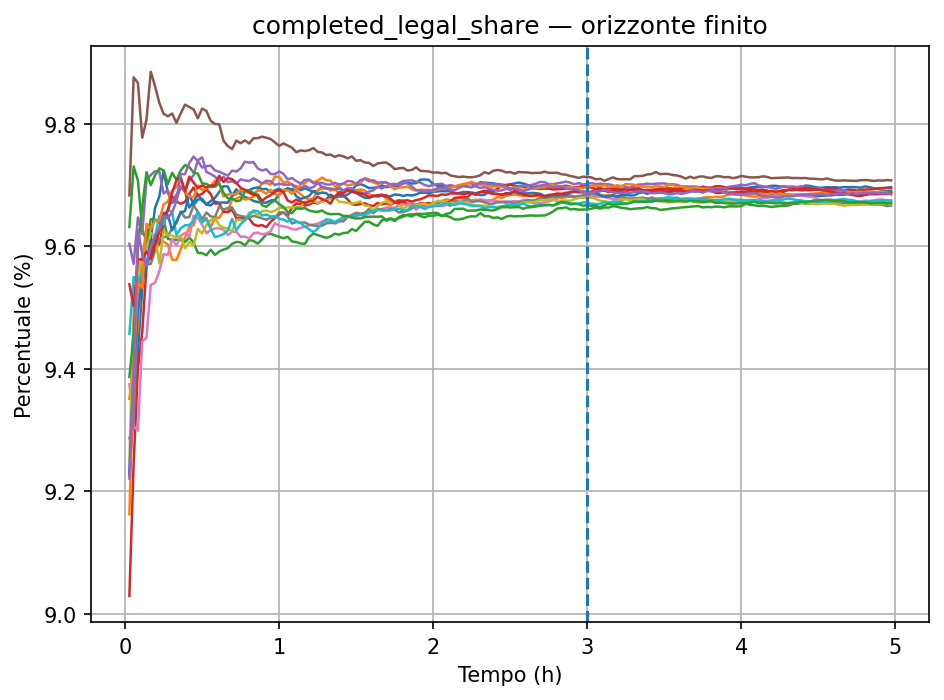 completed_legal_share — orizzonte finito
Percentuale (%)
9.8
9.6
9.4
9.2
9.0
0 1 2 3 4 5
Tempo (h)